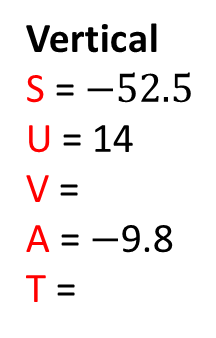 Vertical
S = −52.5
U = 14
V =
A = −9.8
T =